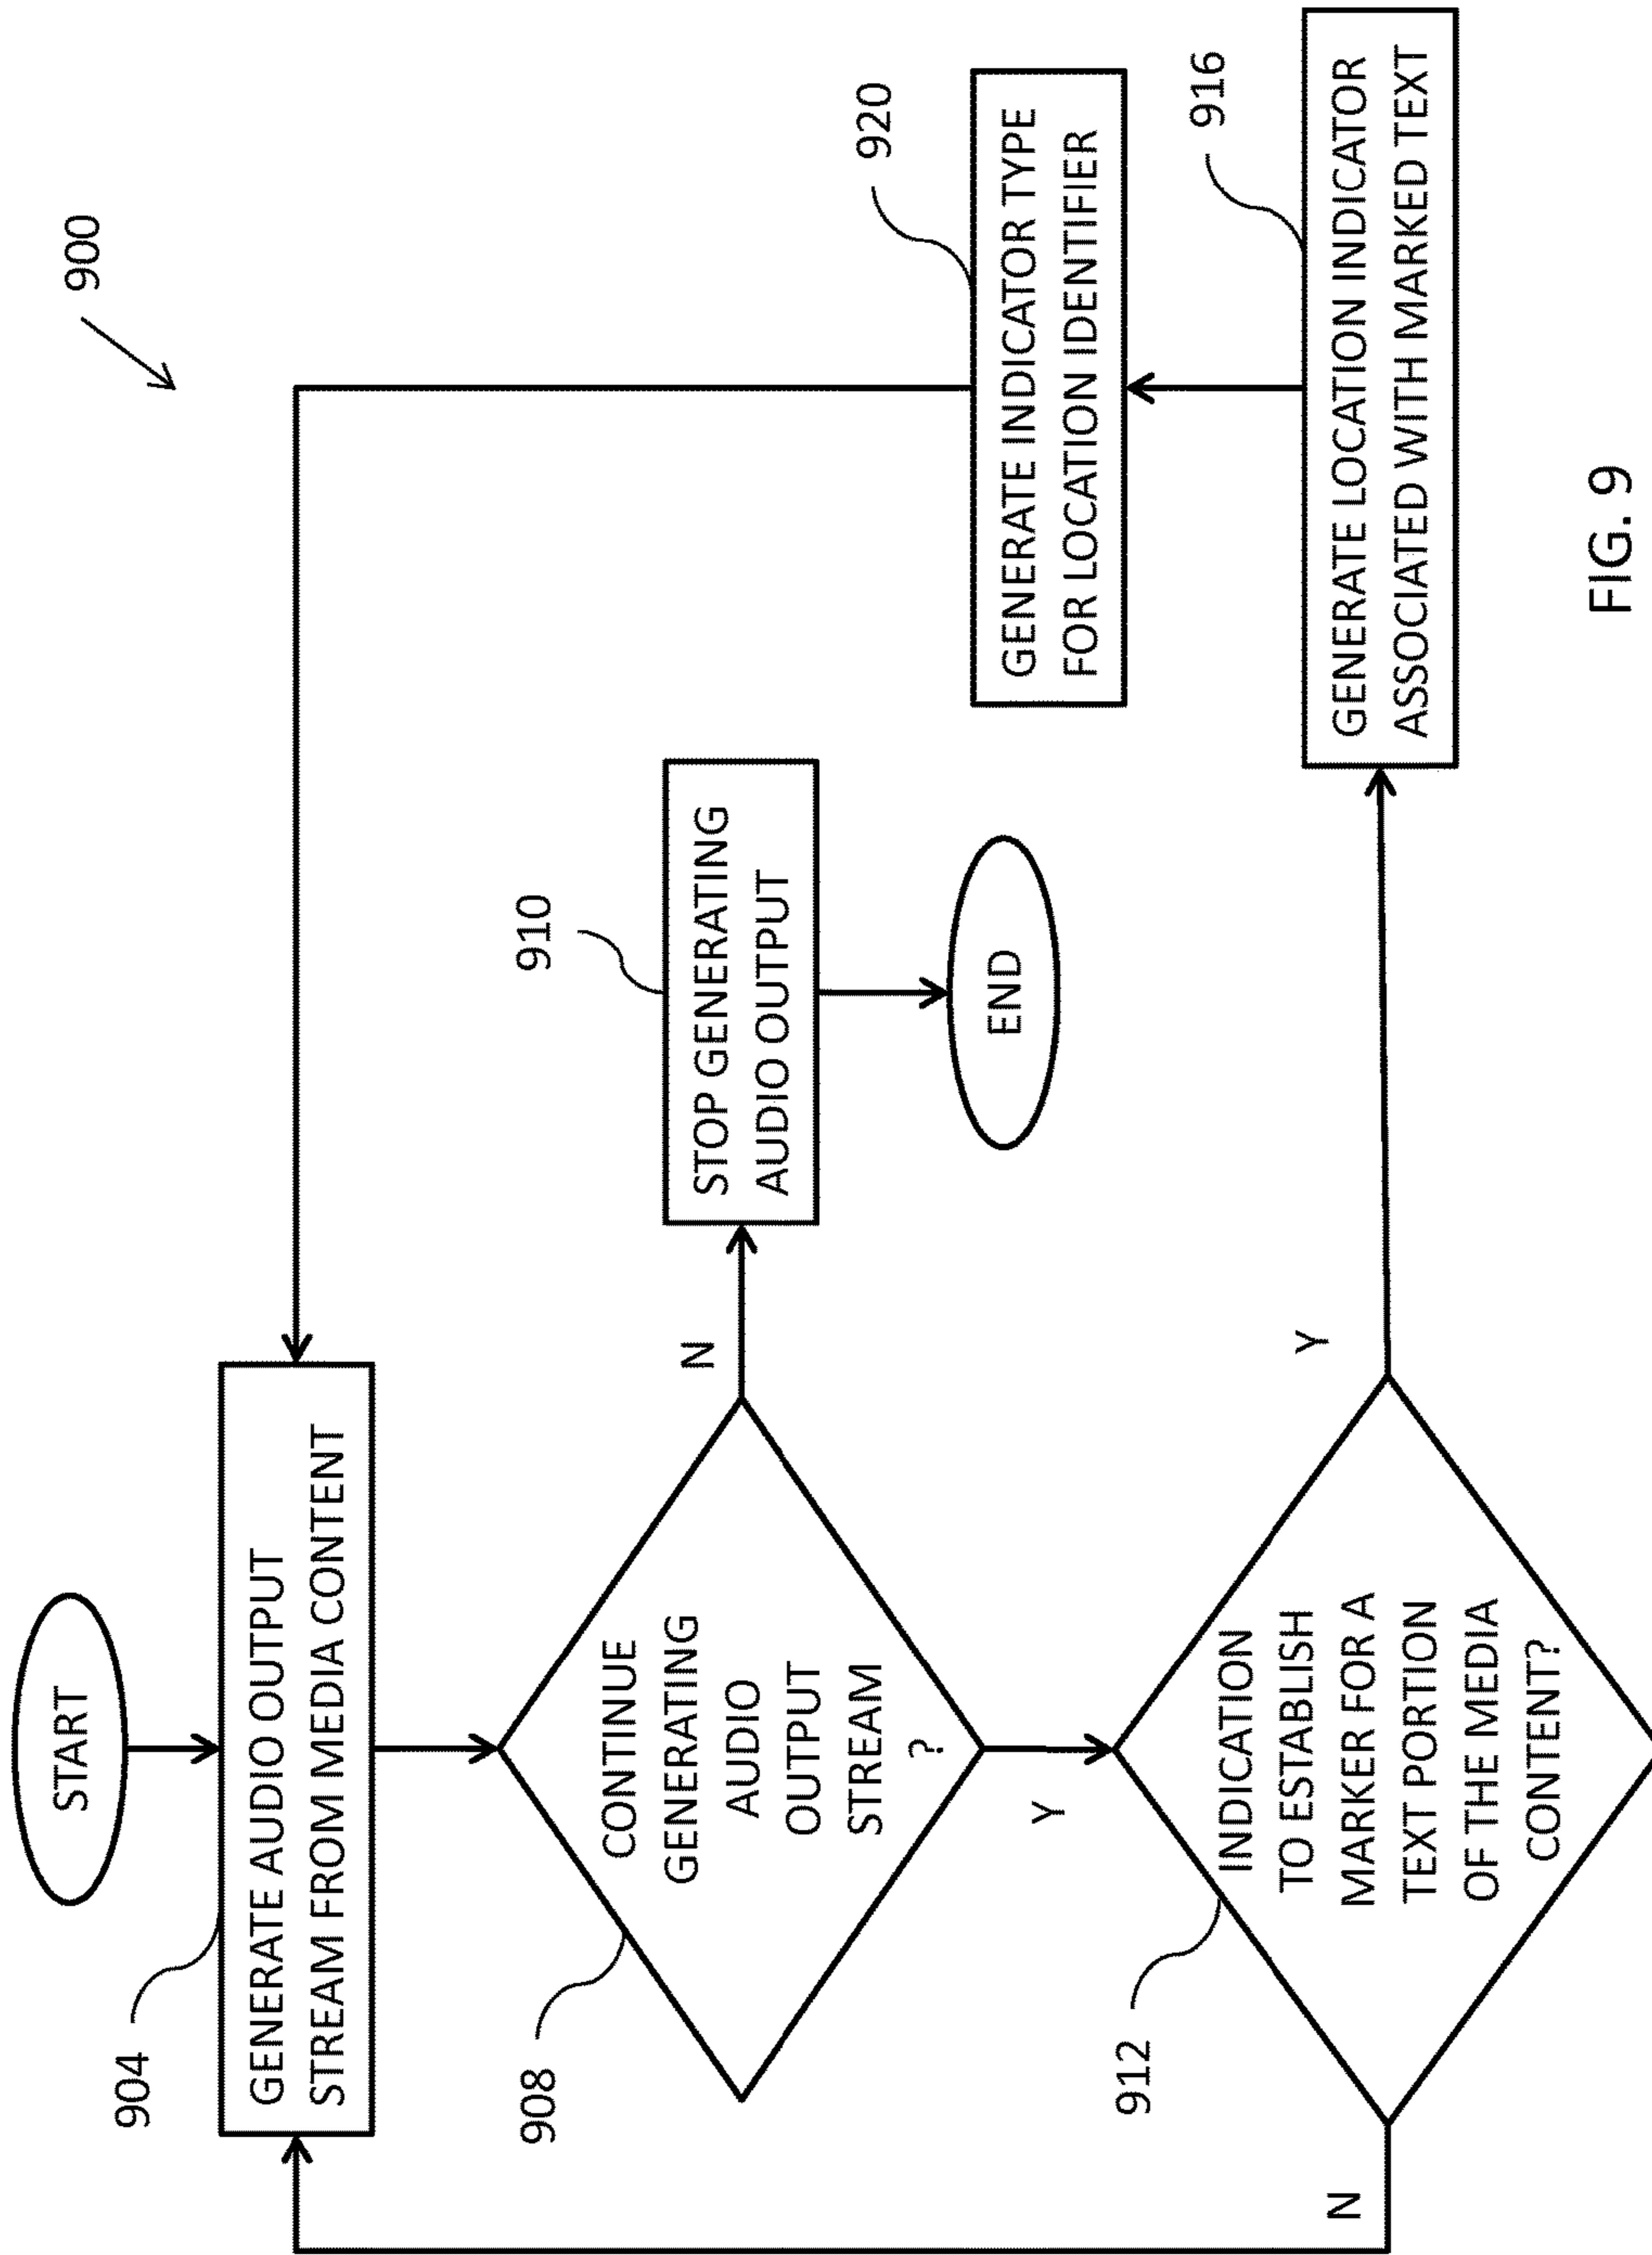 900
START
904
GENERATE AUDIO OUTPUT
STREAM FROM MEDIA CONTENT
908
CONTINUE
GENERATING
AUDIO
OUTPUT
STREAM
?
N
910
STOP GENERATING
AUDIO OUTPUT
END
Y
912
INDICATION
TO ESTABLISH
MARKER FOR A
TEXT PORTION
OF THE MEDIA
CONTENT?
N
Y
916
GENERATE LOCATION INDICATOR
ASSOCIATED WITH MARKED TEXT
920
GENERATE INDICATOR TYPE
FOR LOCATION IDENTIFIER
FIG. 9